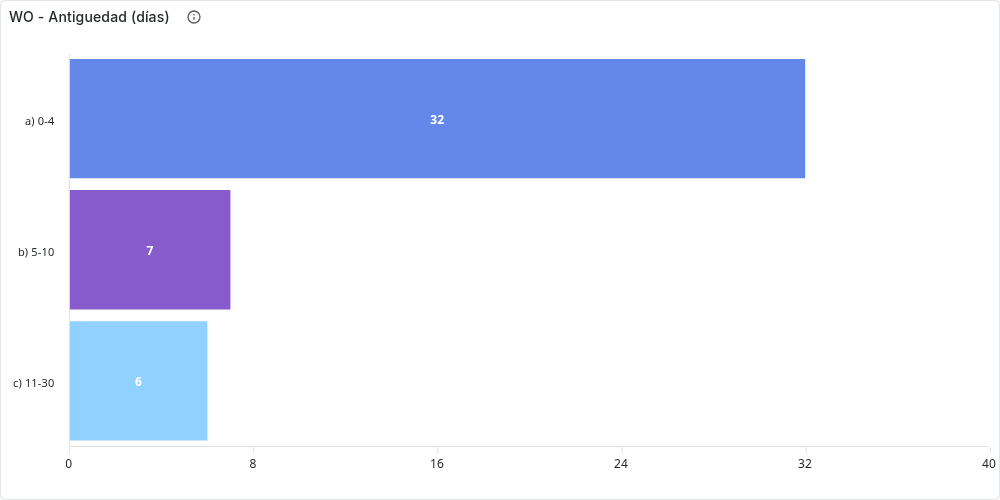 WO - Antiguedad (días)
a) 0-4
32
b) 5-10
7
c) 11-30
6
0 8 16 24 32 40